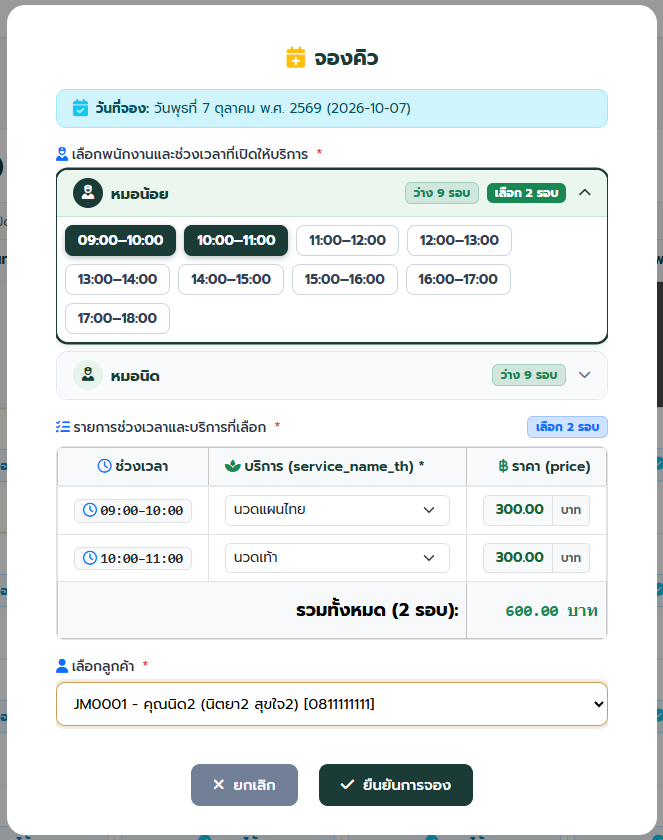 จองคิว
วันที่จอง: วันพุธที่ 7 ตุลาคม พ.ศ. 2569 (2026-10-07)
เลือกพนักงานและช่วงเวลาที่เปิดให้บริการ *
หมอน้อย ว่าง 9 รอบ เลือก 2 รอบ
09:00–10:00 10:00–11:00 11:00–12:00 12:00–13:00
13:00–14:00 14:00–15:00 15:00–16:00 16:00–17:00
17:00–18:00
หมอนิด ว่าง 9 รอบ
รายการช่วงเวลาและบริการที่เลือก * เลือก 2 รอบ
ช่วงเวลา บริการ (service_name_th) * ราคา (price)
09:00–10:00 นวดแผนไทย 300.00 บาท
10:00–11:00 นวดเท้า 300.00 บาท
รวมทั้งหมด (2 รอบ): 600.00 บาท
เลือกลูกค้า *
JM0001 - คุณนิด2 (นิตยา2 สุขใจ2) [0811111111]
ยกเลิก ยืนยันการจอง